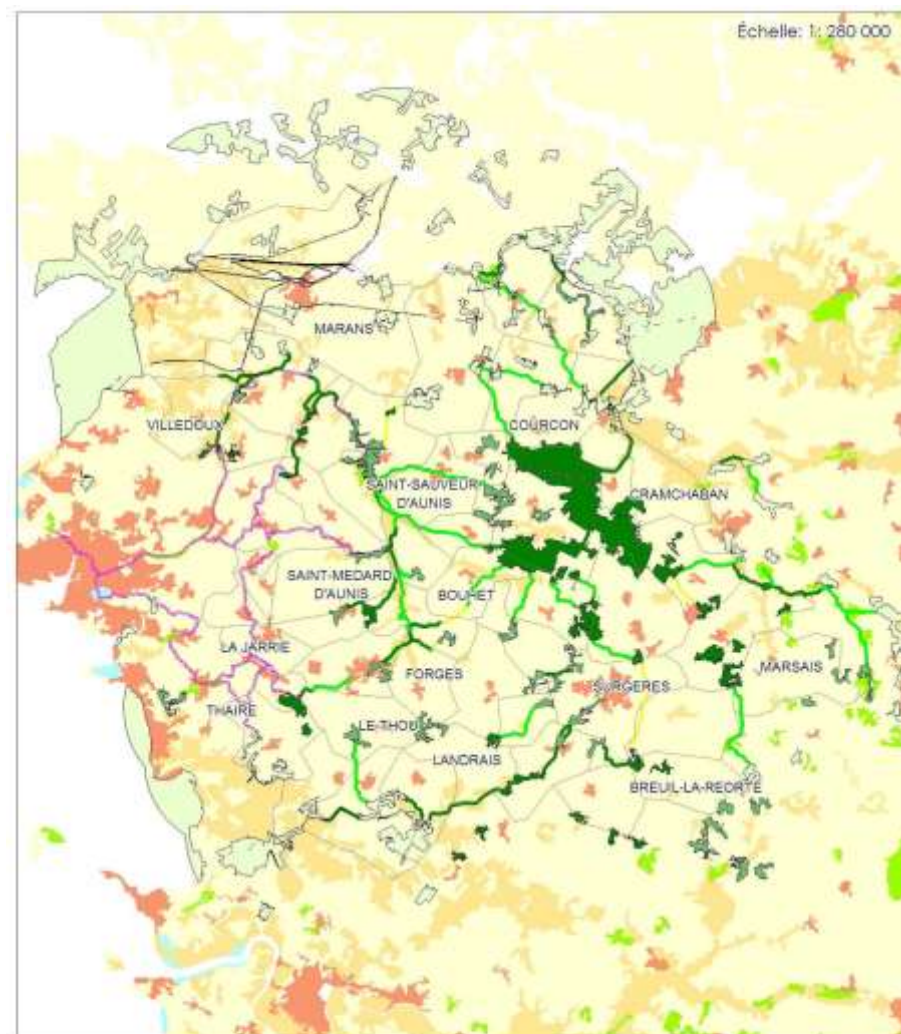 Échelle: 1: 280 000
MARANS
VILLEDOUX
COURCON
SAINT-SAUVEUR
D'AUNIS
CRAMCHABAN
SAINT-MEDARD
D'AUNIS
BOUHET
LA JARRIE
FORGES
MARSAIS
SURGERES
THAIRE
LE THOU
LANDRAIS
BREUIL-LA-REORTE